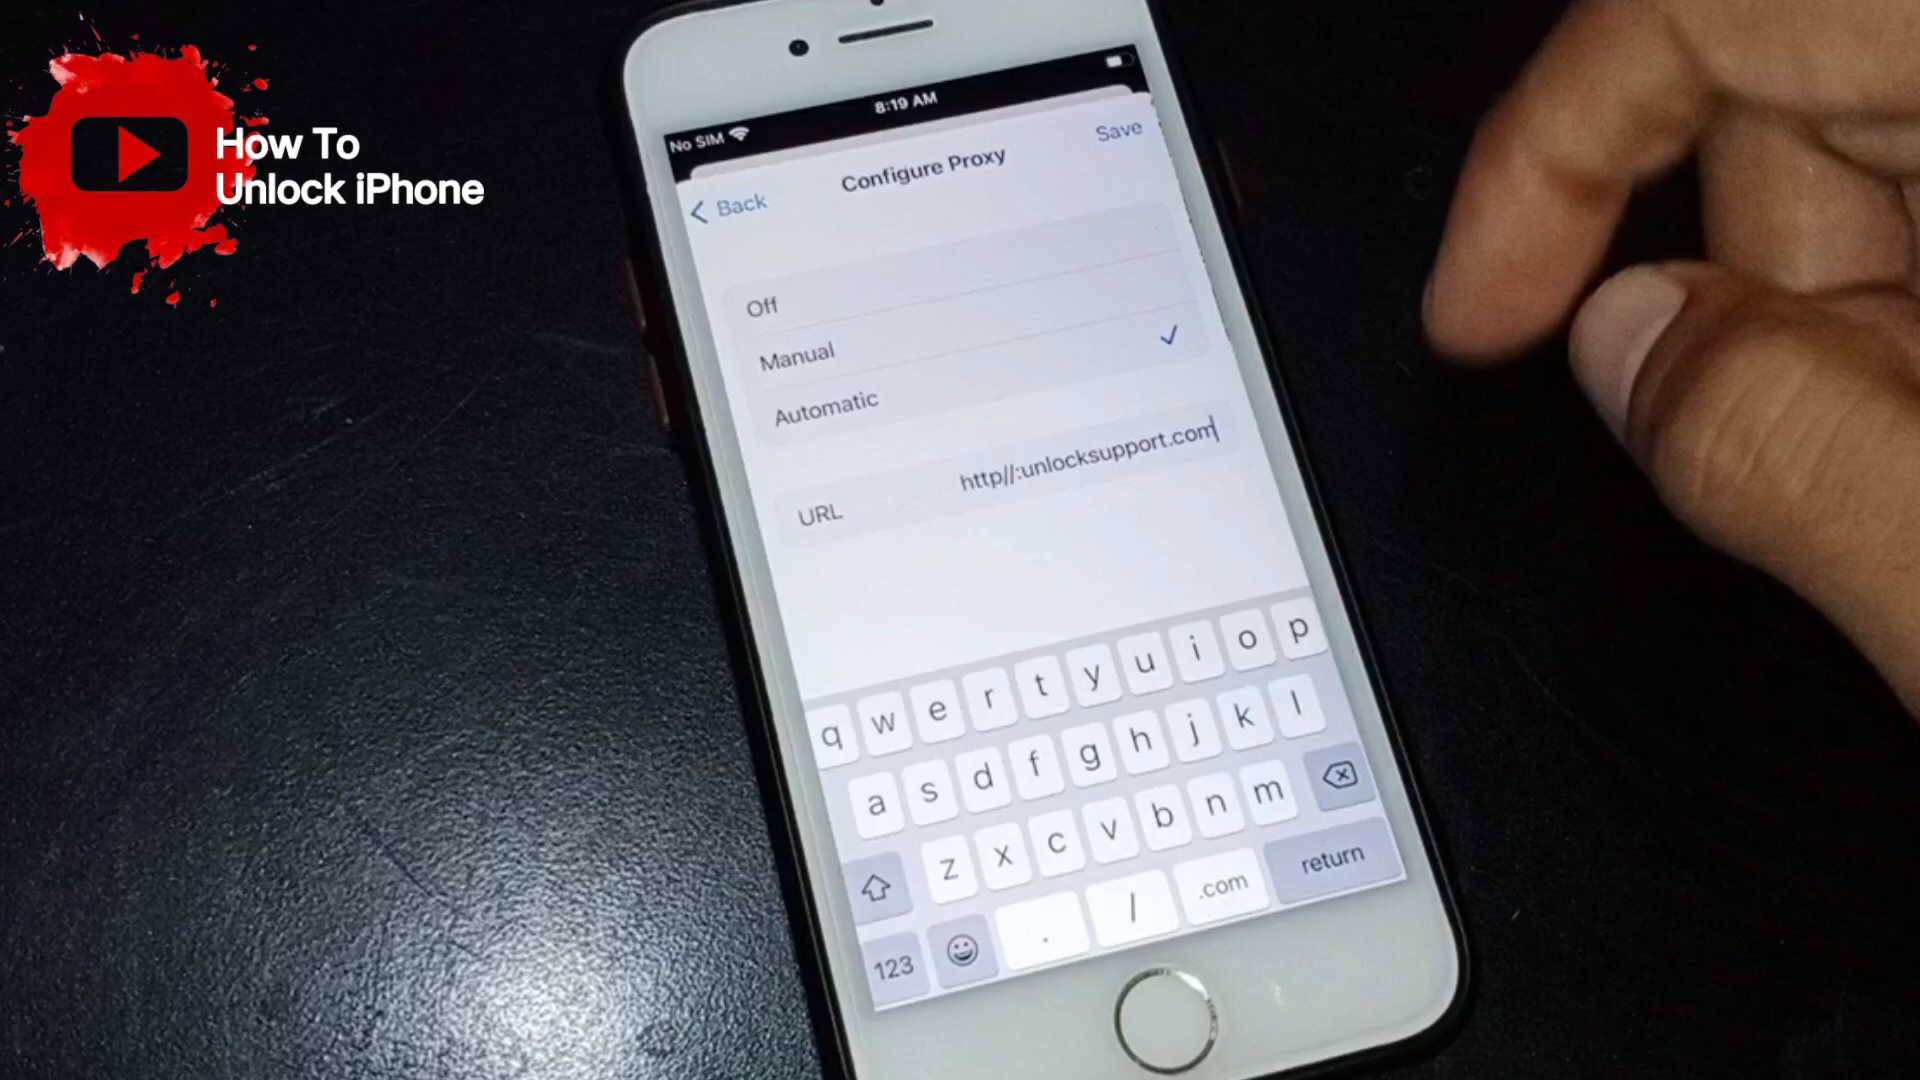 How To
Unlock iPhone
No SIM
8:19 AM
Back
Configure Proxy
Save
Off
Manual
Automatic
URL
http//:unlocksupport.com
q w e r t y u i o p
a s d f g h j k l
z x c v b n m
123 . / .com return